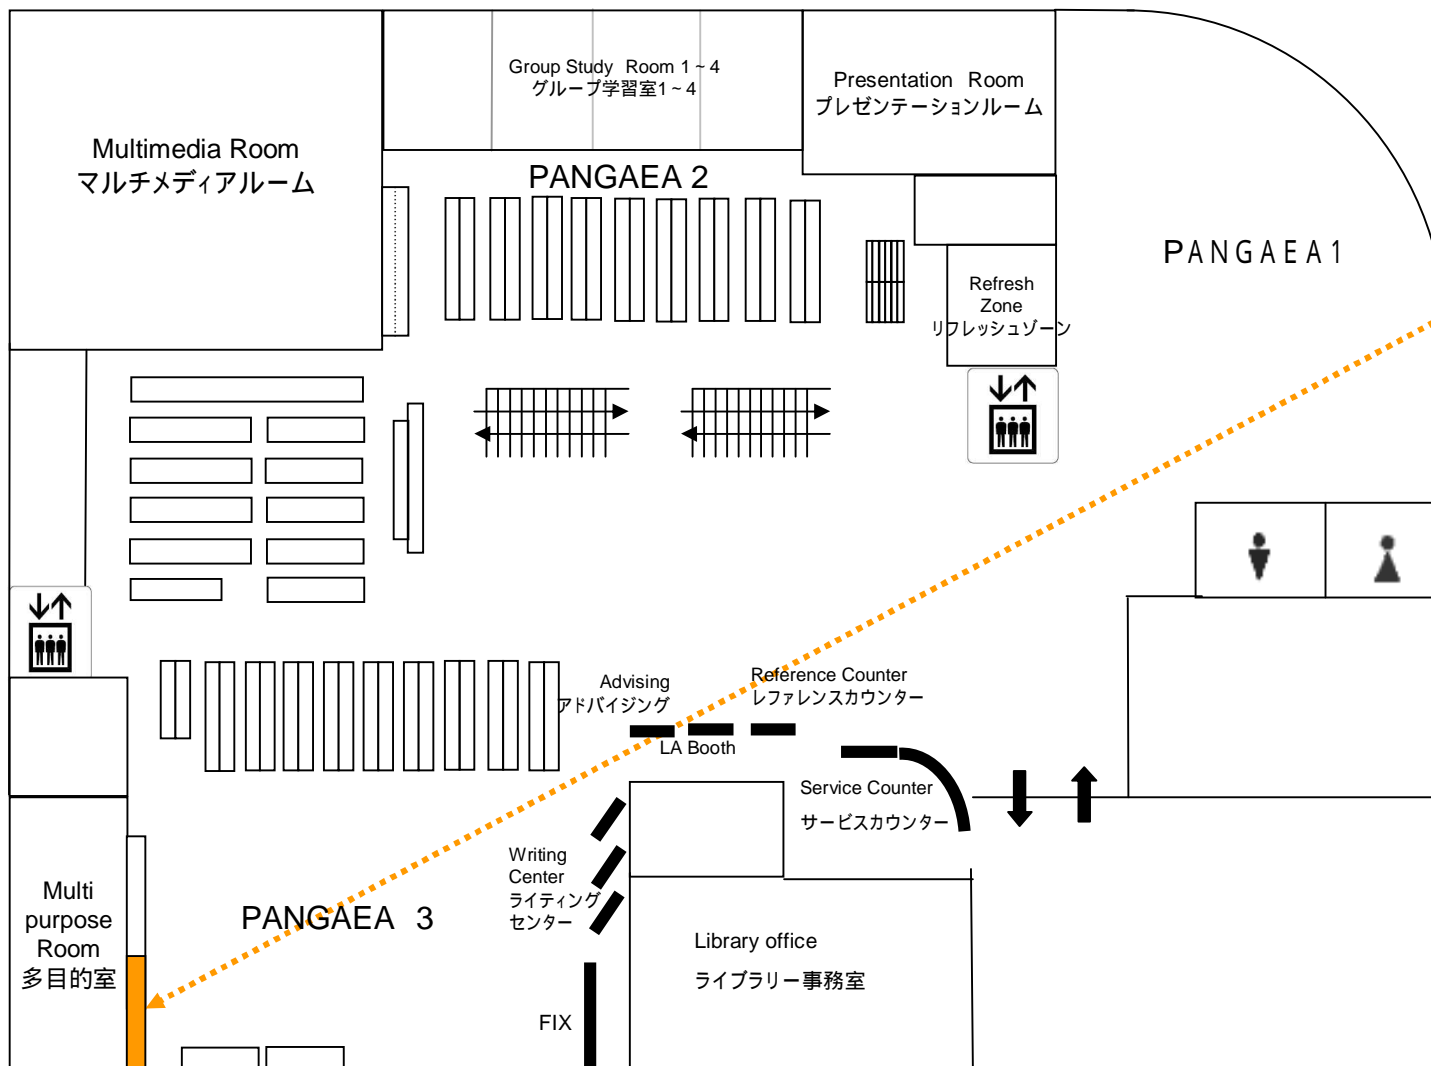 Group Study Room 1~4
グループ学習室1~4
Presentation Room
プレゼンテーションルーム
Multimedia Room
マルチメディアルーム
PANGAEA 2
PANGAEA1
Refresh
Zone
リフレッシュゾーン
Advising
アドバイジング
Reference Counter
レファレンスカウンター
LA Booth
Service Counter
サービスカウンター
Writing
Center
ライティング
センター
Multi
purpose
Room
多目的室
PANGAEA 3
Library office
ライブラリー事務室
FIX